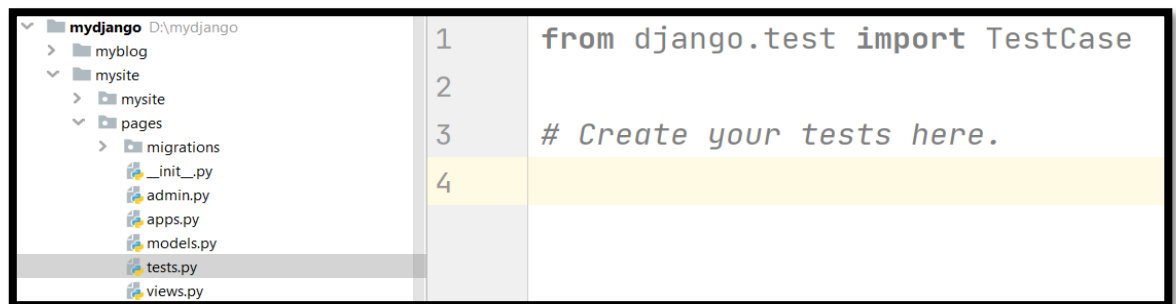 mydjango D:\mydjango
myblog
mysite
mysite
pages
migrations
__init__.py
admin.py
apps.py
models.py
tests.py
views.py
1 from django.test import TestCase
2
3 # Create your tests here.
4